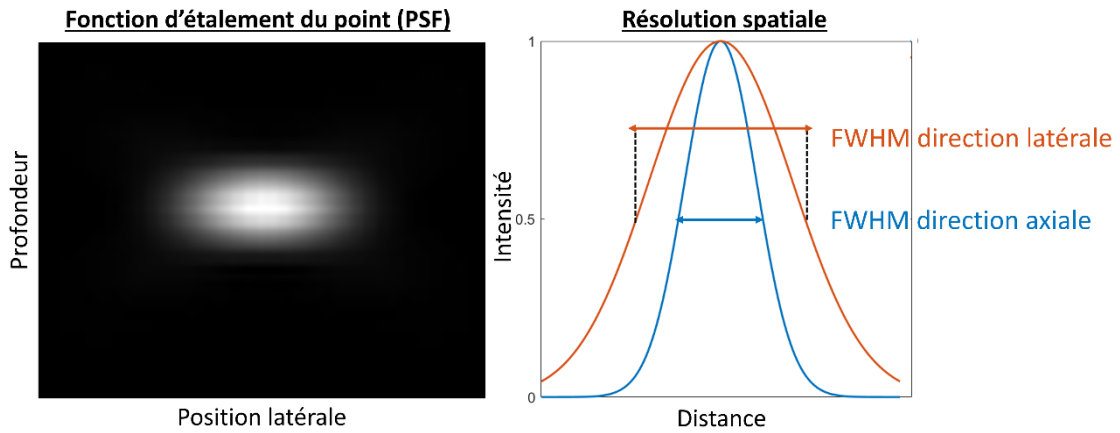 Fonction d'étalement du point (PSF)
Résolution spatiale
Profondeur
Position latérale
Intensité
1
0.5
0
Distance
FWHM direction latérale
FWHM direction axiale